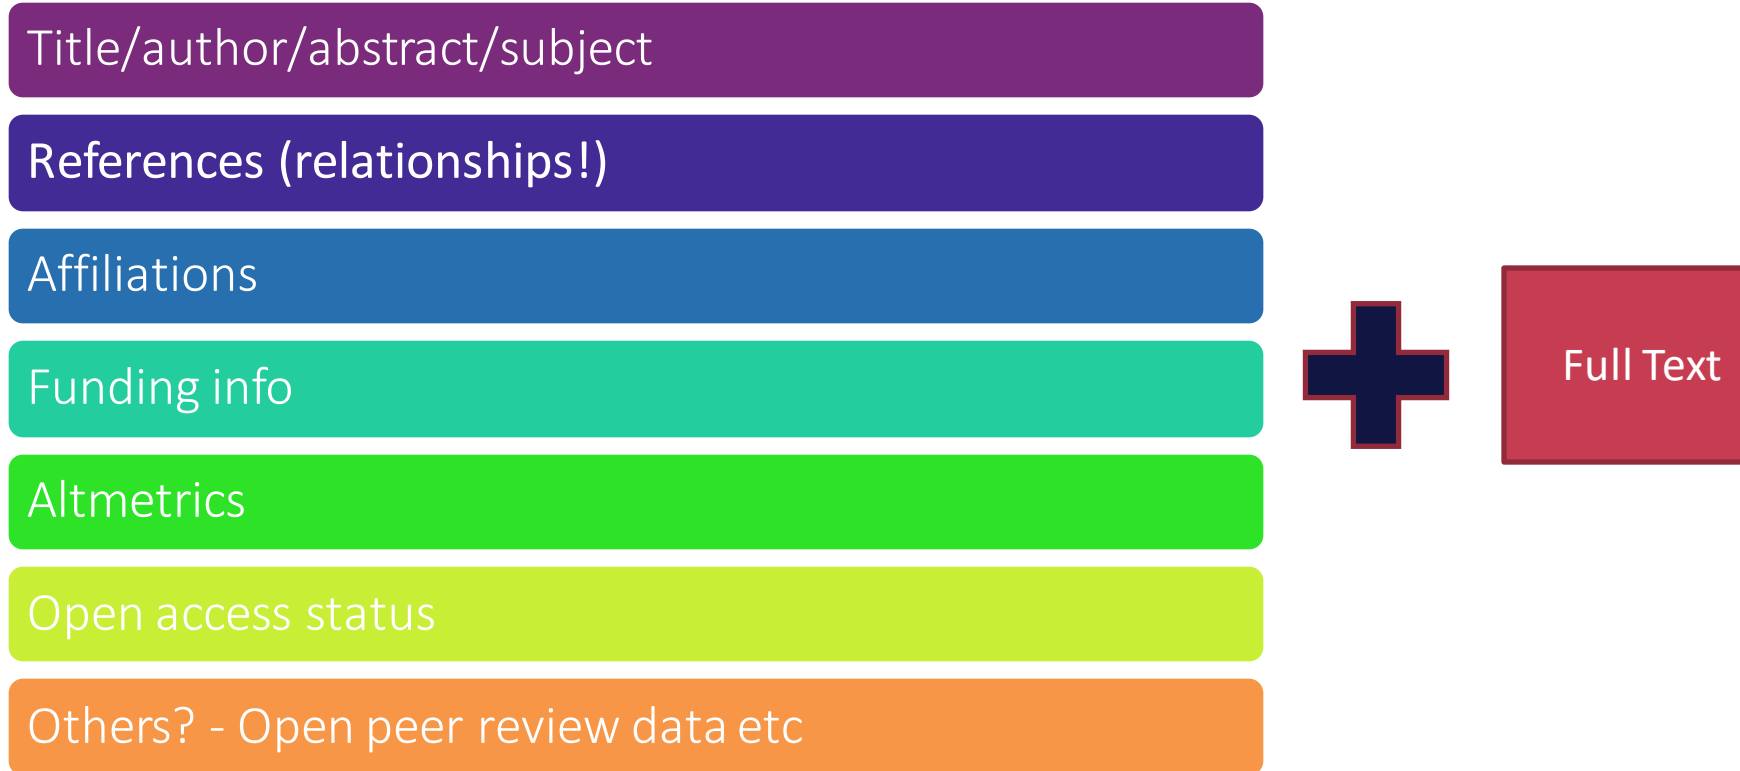 Title/author/abstract/subject
References (relationships!)
Affiliations
Funding info
Altmetrics
Open access status
Others? - Open peer review data etc
Full Text